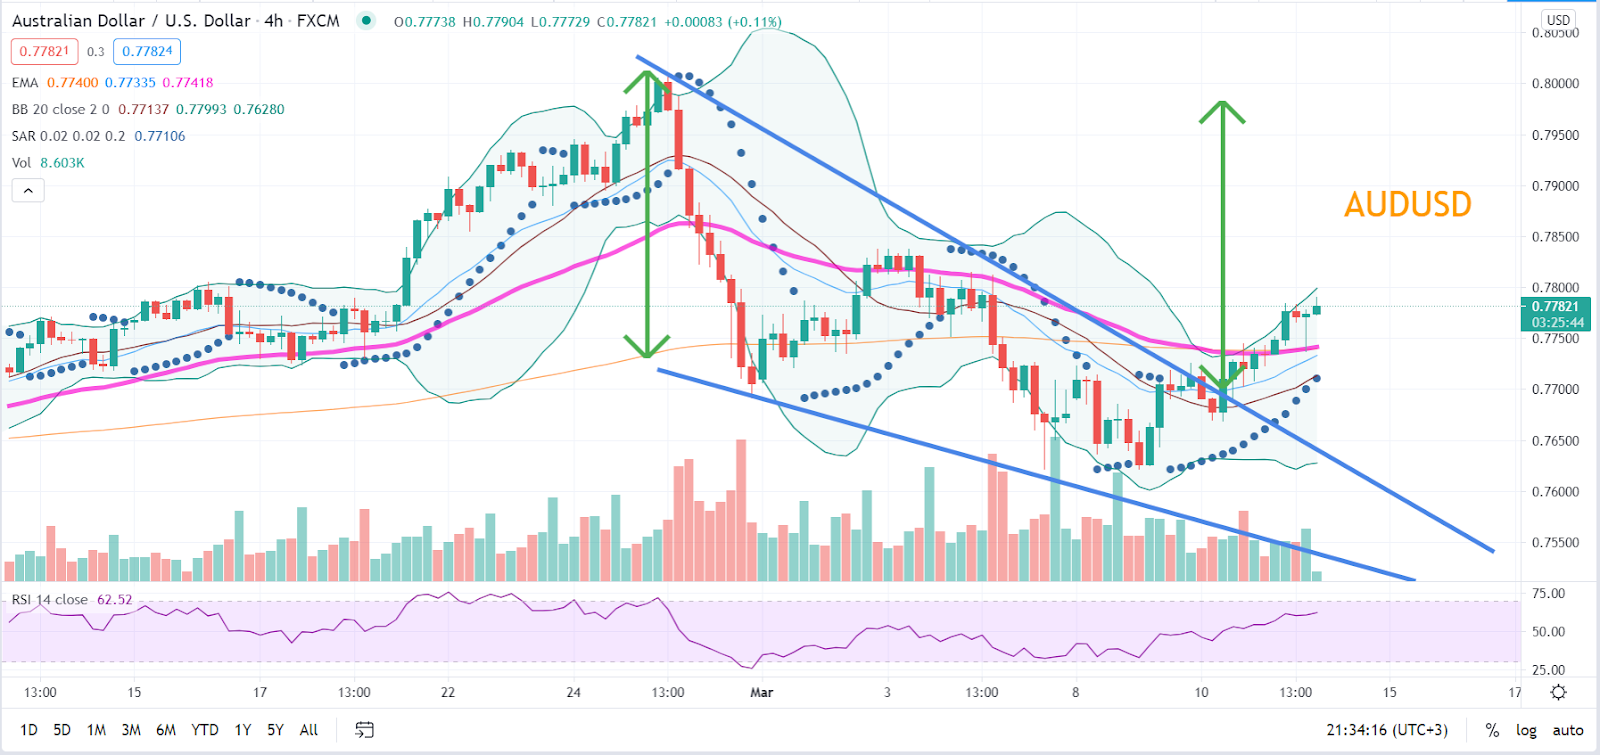 Australian Dollar / U.S. Dollar · 4h · FXCM O0.77738 H0.77904 L0.77729 C0.77821 +0.00083 (+0.11%)
0.77821 0.3 0.77824
EMA 0.77400 0.77335 0.77418
BB 20 close 2 0 0.77137 0.77993 0.76280
SAR 0.02 0.02 0.2 0.77106
Vol 8.603K
AUDUSD
USD
0.80500
0.80000
0.79500
0.79000
0.78500
0.78000
0.77821
03:25:44
0.77500
0.77000
0.76500
0.76000
0.75500
RSI 14 close 62.52
75.00
50.00
25.00
13:00 15 17 13:00 22 24 13:00 Mar 3 13:00 8 10 13:00 15 17
1D 5D 1M 3M 6M YTD 1Y 5Y All 21:34:16 (UTC+3) % log auto